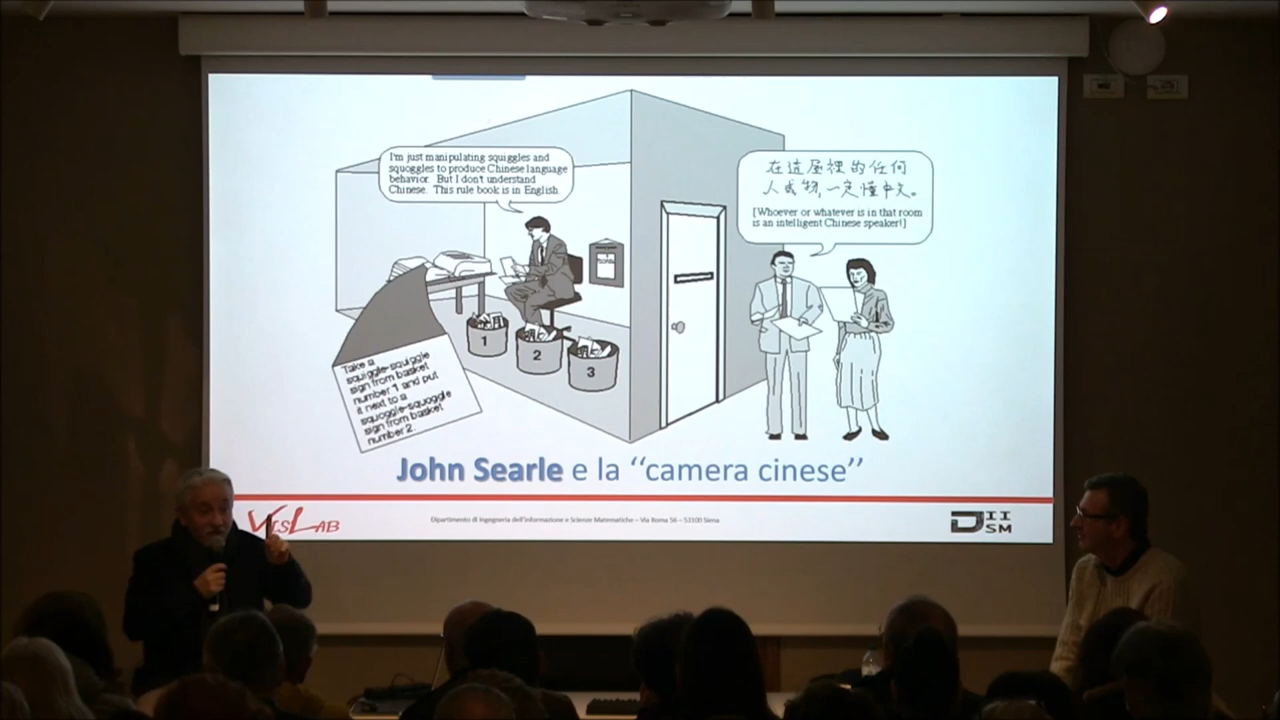 I'm just manipulating squiggles and
squoggles to produce Chinese language
behavior. But I don't understand
Chinese. This rule book is in English.
在這屋裡的任何
人或物,一定懂中文。
[Whoever or whatever is in that room
is an intelligent Chinese speaker!]
1
2
3
Take a
squiggle-squiggle
sign from basket
number 1 and put
it next to a
squoggle-squoggle
sign from basket
number 2.
John Searle e la “camera cinese”
VISLAB
Dipartimento di Ingegneria dell'Informazione e Scienze Matematiche – Via Roma 56 – 53100 Siena
DIISM